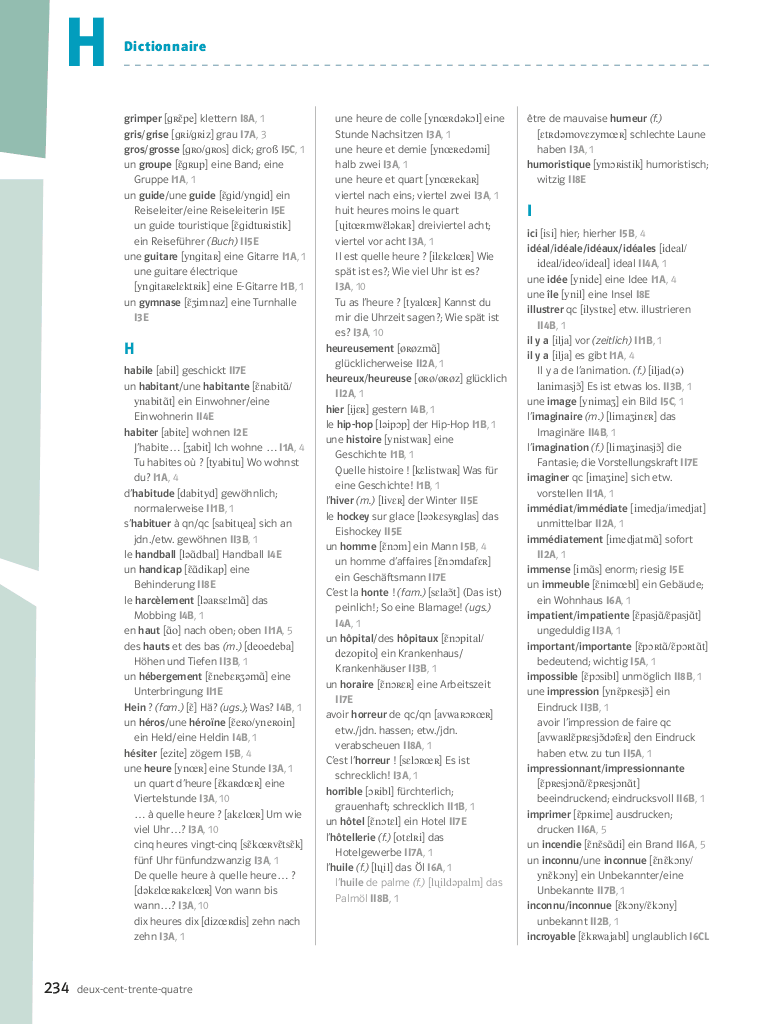 H
Dictionnaire
grimper [gʀɛ̃pe] klettern I8A, 1
gris/grise [gʀi/gʀiz] grau I7A, 3
gros/grosse [gʀo/gʀos] dick; groß I5C, 1
un groupe [ɛ̃gʀup] eine Band; eine
Gruppe I1A, 1
un guide/une guide [ɛ̃gid/yngid] ein
Reiseleiter/eine Reiseleiterin I5E
un guide touristique [ɛ̃gidtuʀistik]
ein Reiseführer (Buch) II5E
une guitare [yngitaʀ] eine Gitarre I1A, 1
une guitare électrique
[yngitaʀelɛktʀik] eine E-Gitarre I1B, 1
un gymnase [ɛ̃ʒimnaz] eine Turnhalle
I3E
H
habile [abil] geschickt II7E
un habitant/une habitante [ɛ̃nabitɑ̃/
ynabitɑ̃t] ein Einwohner/eine
Einwohnerin II4E
habiter [abite] wohnen I2E
J'habite… [ʒabit] Ich wohne … I1A, 4
Tu habites où ? [tyabitu] Wo wohnst
du? I1A, 4
d'habitude [dabityd] gewöhnlich;
normalerweise II1B, 1
s'habituer à qn/qc [sabitɥea] sich an
jdn./etw. gewöhnen II3B, 1
le handball [ləɑ̃dbal] Handball I4E
un handicap [ɛ̃ɑ̃dikap] eine
Behinderung II8E
le harcèlement [ləaʀsɛlmɑ̃] das
Mobbing I4B, 1
en haut [ɑ̃o] nach oben; oben II1A, 5
des hauts et des bas (m.) [deoedeba]
Höhen und Tiefen II3B, 1
un hébergement [ɛ̃nebɛʀʒəmɑ̃] eine
Unterbringung II1E
Hein ? (fam.) [ɛ̃] Hä? (ugs.); Was? I4B, 1
un héros/une héroïne [ɛ̃eʀo/yneʀoin]
ein Held/eine Heldin I4B, 1
hésiter [ezite] zögern I5B, 4
une heure [ynœʀ] eine Stunde I3A, 1
un quart d'heure [ɛ̃kaʀdœʀ] eine
Viertelstunde I3A, 10
… à quelle heure ? [akɛlœʀ] Um wie
viel Uhr…? I3A, 10
cinq heures vingt-cinq [sɛ̃kœʀvɛ̃tsɛ̃k]
fünf Uhr fünfundzwanzig I3A, 1
De quelle heure à quelle heure… ?
[dəkɛlœʀakɛlœʀ] Von wann bis
wann…? I3A, 10
dix heures dix [dizœʀdis] zehn nach
zehn I3A, 1
une heure de colle [ynœʀdəkɔl] eine
Stunde Nachsitzen I3A, 1
une heure et demie [ynœʀedəmi]
halb zwei I3A, 1
une heure et quart [ynœʀekaʀ]
viertel nach eins; viertel zwei I3A, 1
huit heures moins le quart
[ɥitœʀmwɛ̃ləkaʀ] dreiviertel acht;
viertel vor acht I3A, 1
Il est quelle heure ? [ilɛkɛlœʀ] Wie
spät ist es?; Wie viel Uhr ist es?
I3A, 10
Tu as l'heure ? [tyalœʀ] Kannst du
mir die Uhrzeit sagen?; Wie spät ist
es? I3A, 10
heureusement [øʀøzmɑ̃]
glücklicherweise II2A, 1
heureux/heureuse [øʀø/øʀøz] glücklich
II2A, 1
hier [ijɛʀ] gestern I4B, 1
le hip-hop [ləipɔp] der Hip-Hop I1B, 1
une histoire [ynistwaʀ] eine
Geschichte I1B, 1
Quelle histoire ! [kɛlistwaʀ] Was für
eine Geschichte! I1B, 1
l'hiver (m.) [livɛʀ] der Winter II5E
le hockey sur glace [ləɔkɛsyʀglas] das
Eishockey II5E
un homme [ɛ̃nɔm] ein Mann I5B, 4
un homme d'affaires [ɛ̃nɔmdafɛʀ]
ein Geschäftsmann II7E
C'est la honte ! (fam.) [sɛlaɔ̃t] (Das ist)
peinlich!; So eine Blamage! (ugs.)
I4A, 1
un hôpital/des hôpitaux [ɛ̃nɔpital/
dezopito] ein Krankenhaus/
Krankenhäuser II3B, 1
un horaire [ɛ̃nɔʀɛʀ] eine Arbeitszeit
II7E
avoir horreur de qc/qn [avwaʀɔʀœʀ]
etw./jdn. hassen; etw./jdn.
verabscheuen II8A, 1
C'est l'horreur ! [sɛlɔʀœʀ] Es ist
schrecklich! I3A, 1
horrible [ɔʀibl] fürchterlich;
grauenhaft; schrecklich II1B, 1
un hôtel [ɛ̃nɔtɛl] ein Hotel II7E
l'hôtellerie (f.) [lotɛlʀi] das
Hotelgewerbe II7A, 1
l'huile (f.) [lɥil] das Öl I6A, 1
l'huile de palme (f.) [lɥildəpalm] das
Palmöl II8B, 1
être de mauvaise humeur (f.)
[ɛtʀdəmovɛzymœʀ] schlechte Laune
haben I3A, 1
humoristique [ymɔʀistik] humoristisch;
witzig II8E
I
ici [isi] hier; hierher I5B, 4
idéal/idéale/idéaux/idéales [ideal/
ideal/ideo/ideal] ideal II4A, 1
une idée [ynide] eine Idee I1A, 4
une île [ynil] eine Insel I8E
illustrer qc [ilystʀe] etw. illustrieren
II4B, 1
il y a [ilja] vor (zeitlich) II1B, 1
il y a [ilja] es gibt I1A, 4
Il y a de l'animation. (f.) [iljad(ə)
lanimasjɔ̃] Es ist etwas los. II3B, 1
une image [ynimaʒ] ein Bild I5C, 1
l'imaginaire (m.) [limaʒinɛʀ] das
Imaginäre II4B, 1
l'imagination (f.) [limaʒinasjɔ̃] die
Fantasie; die Vorstellungskraft II7E
imaginer qc [imaʒine] sich etw.
vorstellen II1A, 1
immédiat/immédiate [imedja/imedjat]
unmittelbar II2A, 1
immédiatement [imedjatmɑ̃] sofort
II2A, 1
immense [imɑ̃s] enorm; riesig I5E
un immeuble [ɛ̃nimœbl] ein Gebäude;
ein Wohnhaus I6A, 1
impatient/impatiente [ɛ̃pasjɑ̃/ɛ̃pasjɑ̃t]
ungeduldig II3A, 1
important/importante [ɛ̃pɔʀtɑ̃/ɛ̃pɔʀtɑ̃t]
bedeutend; wichtig I5A, 1
impossible [ɛ̃pɔsibl] unmöglich II8B, 1
une impression [ynɛ̃pʀesjɔ̃] ein
Eindruck II3B, 1
avoir l'impression de faire qc
[avwaʀlɛ̃pʀesjɔ̃dəfɛʀ] den Eindruck
haben etw. zu tun II5A, 1
impressionnant/impressionnante
[ɛ̃pʀesjɔnɑ̃/ɛ̃pʀesjɔnɑ̃t]
beeindruckend; eindrucksvoll II6B, 1
imprimer [ɛ̃pʀime] ausdrucken;
drucken II6A, 5
un incendie [ɛ̃nɛ̃sɑ̃di] ein Brand II6A, 5
un inconnu/une inconnue [ɛ̃nɛ̃kɔny/
ynɛ̃kɔny] ein Unbekannter/eine
Unbekannte II7B, 1
inconnu/inconnue [ɛ̃kɔny/ɛ̃kɔny]
unbekannt II2B, 1
incroyable [ɛ̃kʀwajabl] unglaublich I6CL
234 deux-cent-trente-quatre